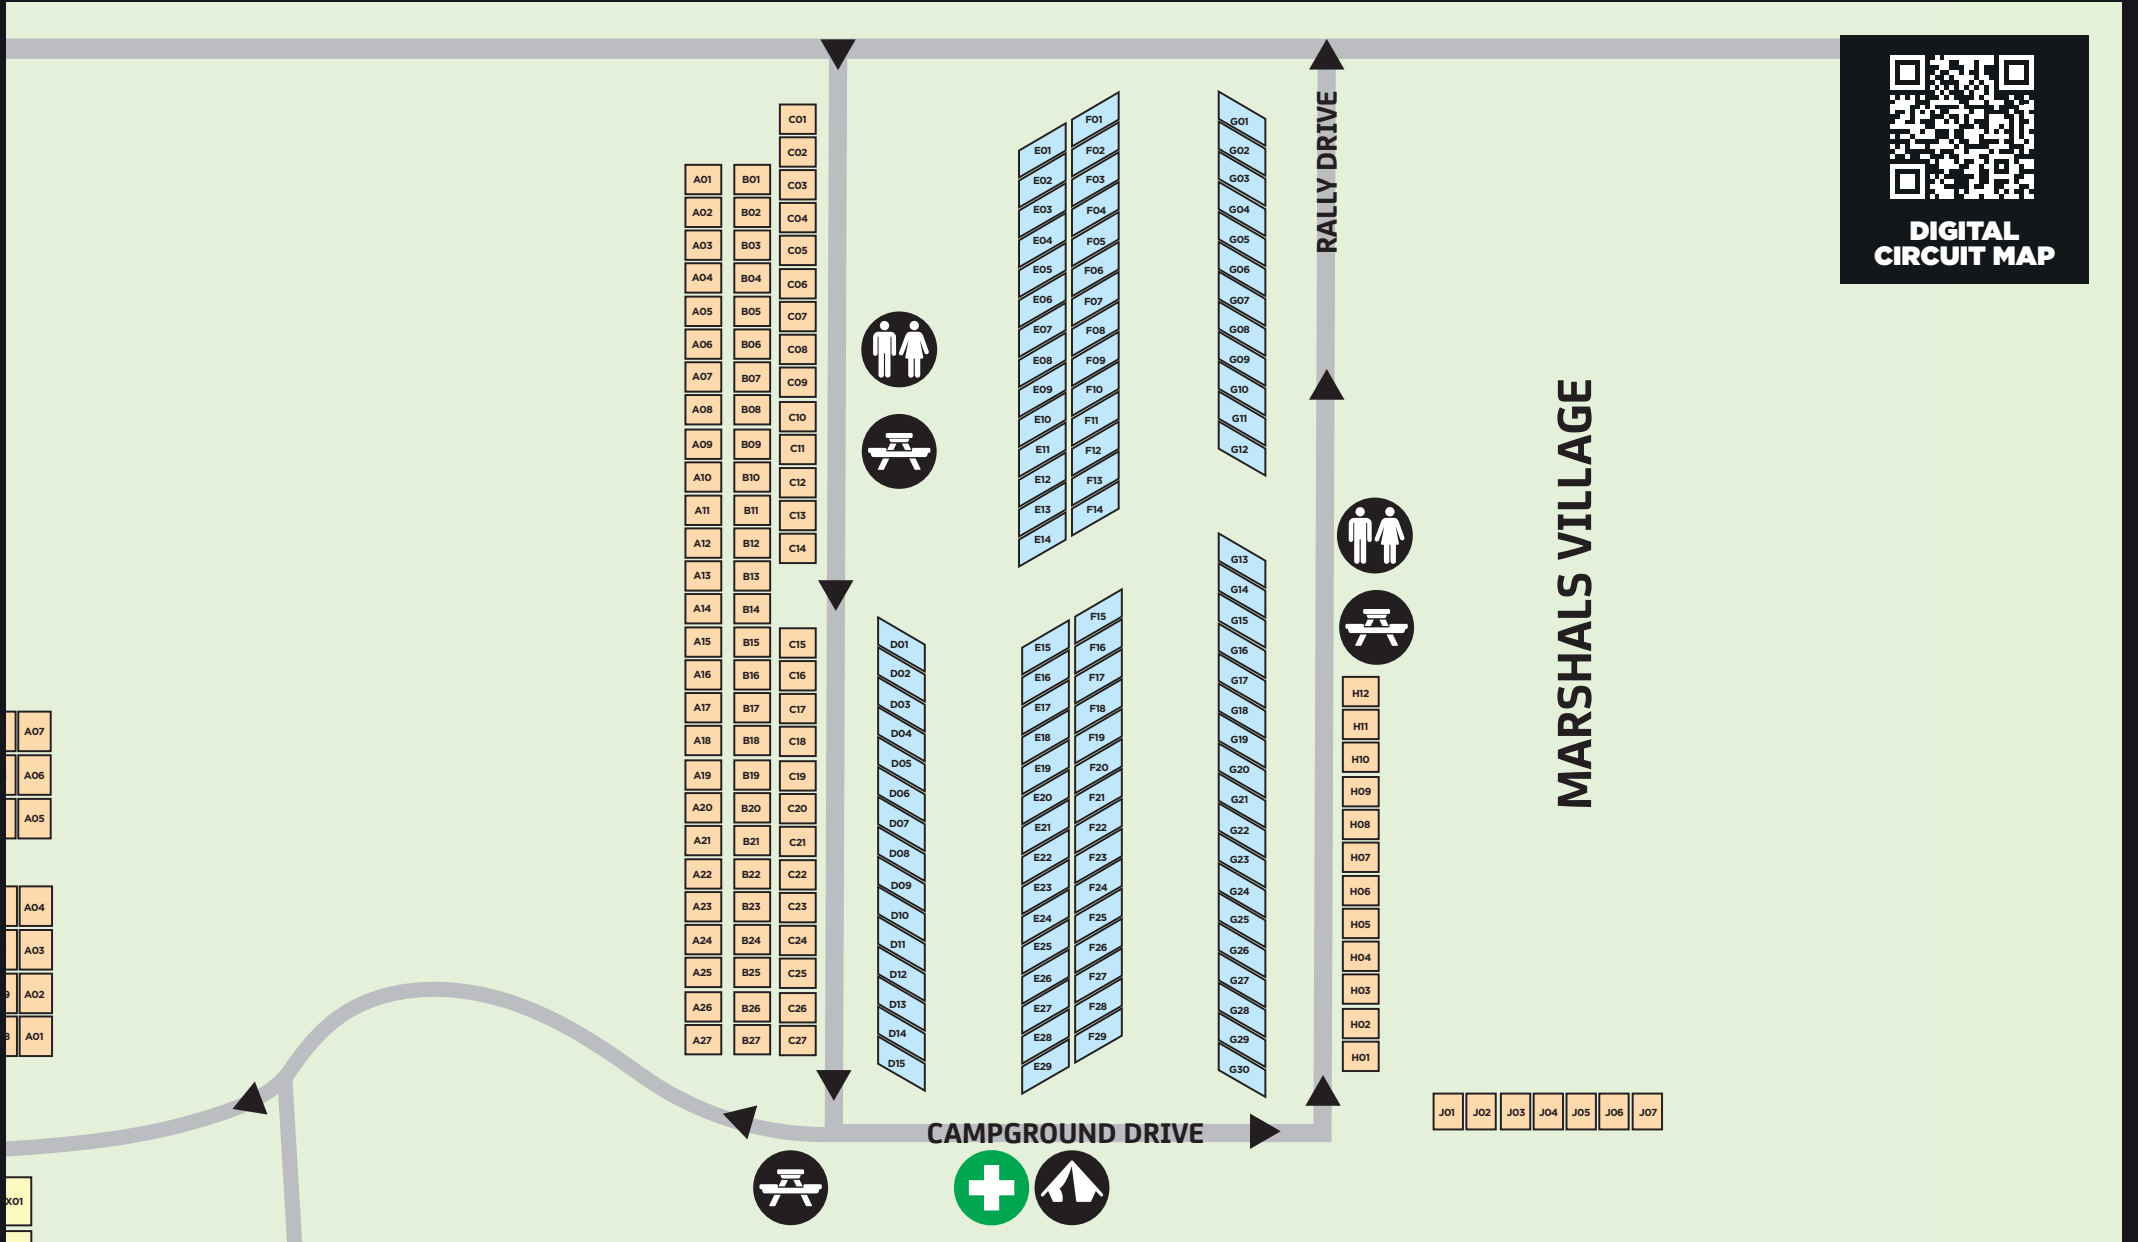 RALLY DRIVE
DIGITAL
CIRCUIT MAP
MARSHALS VILLAGE
CAMPGROUND DRIVE
A01
A02
A03
A04
A05
A06
A07
A08
A09
A10
A11
A12
A13
A14
A15
A16
A17
A18
A19
A20
A21
A22
A23
A24
A25
A26
A27
B01
B02
B03
B04
B05
B06
B07
B08
B09
B10
B11
B12
B13
B14
B15
B16
B17
B18
B19
B20
B21
B22
B23
B24
B25
B26
B27
C01
C02
C03
C04
C05
C06
C07
C08
C09
C10
C11
C12
C13
C14
C15
C16
C17
C18
C19
C20
C21
C22
C23
C24
C25
C26
C27
D01
D02
D03
D04
D05
D06
D07
D08
D09
D10
D11
D12
D13
D14
D15
E01
E02
E03
E04
E05
E06
E07
E08
E09
E10
E11
E12
E13
E14
E15
E16
E17
E18
E19
E20
E21
E22
E23
E24
E25
E26
E27
E28
E29
F01
F02
F03
F04
F05
F06
F07
F08
F09
F10
F11
F12
F13
F14
F15
F16
F17
F18
F19
F20
F21
F22
F23
F24
F25
F26
F27
F28
F29
G01
G02
G03
G04
G05
G06
G07
G08
G09
G10
G11
G12
G13
G14
G15
G16
G17
G18
G19
G20
G21
G22
G23
G24
G25
G26
G27
G28
G29
G30
H12
H11
H10
H09
H08
H07
H06
H05
H04
H03
H02
H01
J01 J02 J03 J04 J05 J06 J07
A07
A06
A05
A04
A03
A02
A01
X01